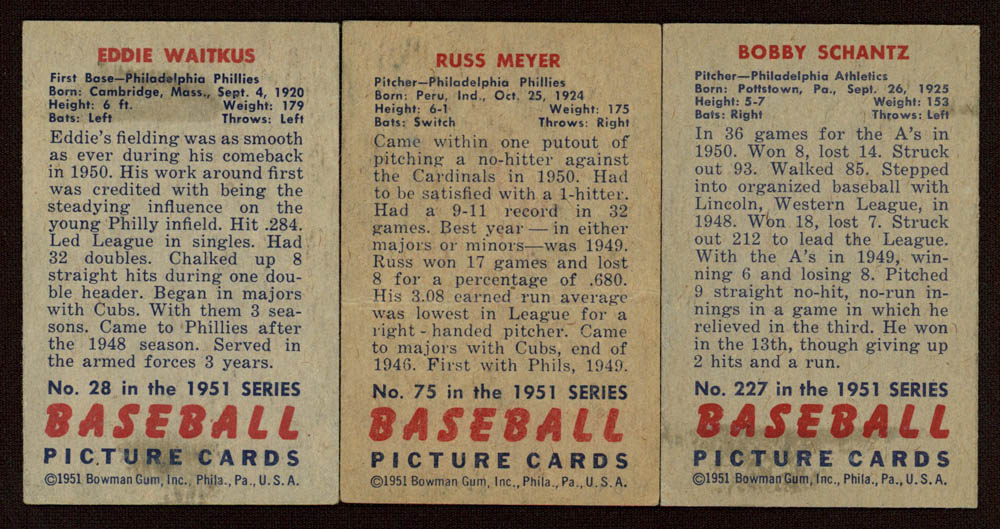 EDDIE WAITKUS
First Base—Philadelphia Phillies
Born: Cambridge, Mass., Sept. 4, 1920
Height: 6 ft. Weight: 179
Bats: Left Throws: Left
Eddie's fielding was as smooth
as ever during his comeback
in 1950. His work around first
was credited with being the
steadying influence on the
young Philly infield. Hit .284.
Led League in singles. Had
32 doubles. Chalked up 8
straight hits during one dou-
ble header. Began in majors
with Cubs. With them 3 sea-
sons. Came to Phillies after
the 1948 season. Served in
the armed forces 3 years.
No. 28 in the 1951 SERIES
BASEBALL
PICTURE CARDS
©1951 Bowman Gum, Inc., Phila., Pa., U. S. A.
RUSS MEYER
Pitcher—Philadelphia Phillies
Born: Peru, Ind., Oct. 25, 1924
Height: 6-1 Weight: 175
Bats: Switch Throws: Right
Came within one putout of
pitching a no-hitter against
the Cardinals in 1950. Had
to be satisfied with a 1-hitter.
Had a 9-11 record in 32
games. Best year — in either
majors or minors—was 1949.
Russ won 17 games and lost
8 for a percentage of .680.
His 3.08 earned run average
was lowest in League for a
right-handed pitcher. Came
to majors with Cubs, end of
1946. First with Phils, 1949.
No. 75 in the 1951 SERIES
BASEBALL
PICTURE CARDS
©1951 Bowman Gum, Inc., Phila., Pa., U. S. A.
BOBBY SCHANTZ
Pitcher—Philadelphia Athletics
Born: Pottstown, Pa., Sept. 26, 1925
Height: 5-7 Weight: 153
Bats: Right Throws: Left
In 36 games for the A's in
1950. Won 8, lost 14. Struck
out 93. Walked 85. Stepped
into organized baseball with
Lincoln, Western League, in
1948. Won 18, lost 7. Struck
out 212 to lead the League.
With the A's in 1949, win-
ning 6 and losing 8. Pitched
9 straight no-hit, no-run in-
nings in a game in which he
relieved in the third. He won
in the 13th, though giving up
2 hits and a run.
No. 227 in the 1951 SERIES
BASEBALL
PICTURE CARDS
©1951 Bowman Gum, Inc., Phila., Pa., U. S. A.